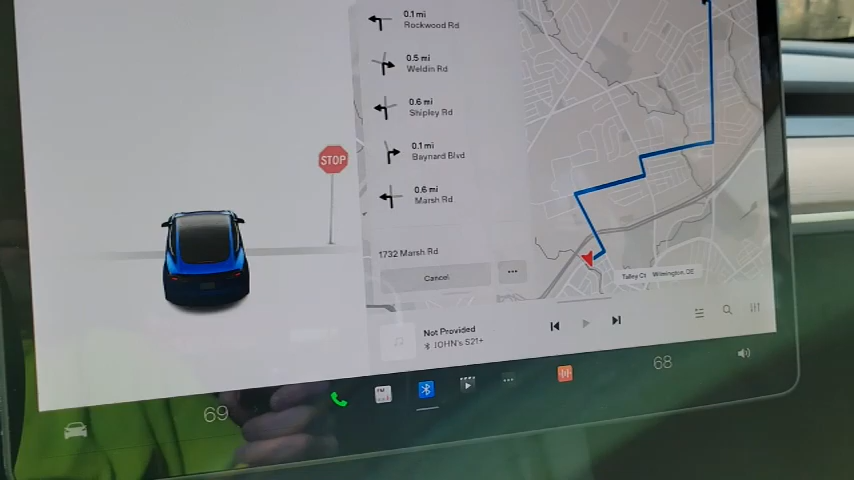 0.1 mi
Rockwood Rd
0.5 mi
Weldin Rd
0.6 mi
Shipley Rd
STOP
0.1 mi
Baynard Blvd
0.6 mi
Marsh Rd
1732 Marsh Rd
Cancel
Talley Ct Wilmington, DE
Not Provided
JOHN's S21+
69
68